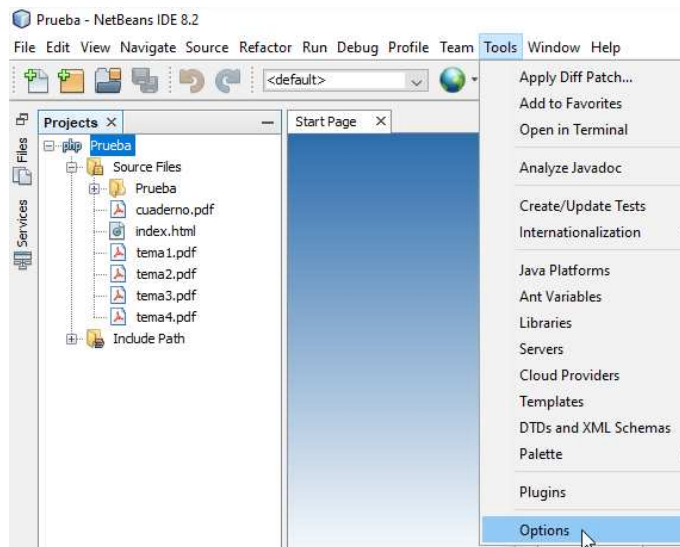 Prueba - NetBeans IDE 8.2
File Edit View Navigate Source Refactor Run Debug Profile Team Tools Window Help
<default>
Projects
Start Page
Files
Services
php Prueba
Source Files
Prueba
cuaderno.pdf
index.html
tema1.pdf
tema2.pdf
tema3.pdf
tema4.pdf
Include Path
Apply Diff Patch...
Add to Favorites
Open in Terminal
Analyze Javadoc
Create/Update Tests
Internationalization
Java Platforms
Ant Variables
Libraries
Servers
Cloud Providers
Templates
DTDs and XML Schemas
Palette
Plugins
Options